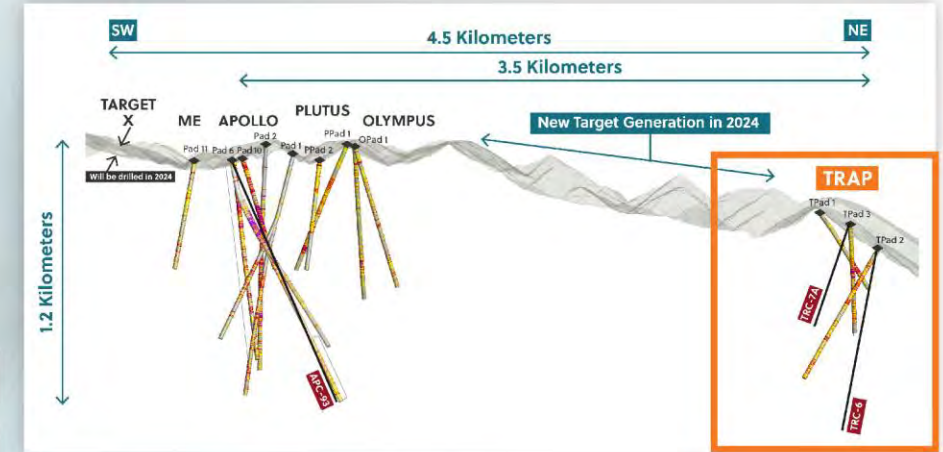 SW
NE
4.5 Kilometers
3.5 Kilometers
TARGET
X
ME
APOLLO
PLUTUS
OLYMPUS
New Target Generation in 2024
Pad 11
Pad 6
Pad 10
Pad 2
Pad 1
PPad 2
PPad 1
OPad 1
Will be drilled in 2024
TRAP
TPad 1
TPad 3
TPad 2
1.2 Kilometers
APC-93
TRC-7A
TRC-6